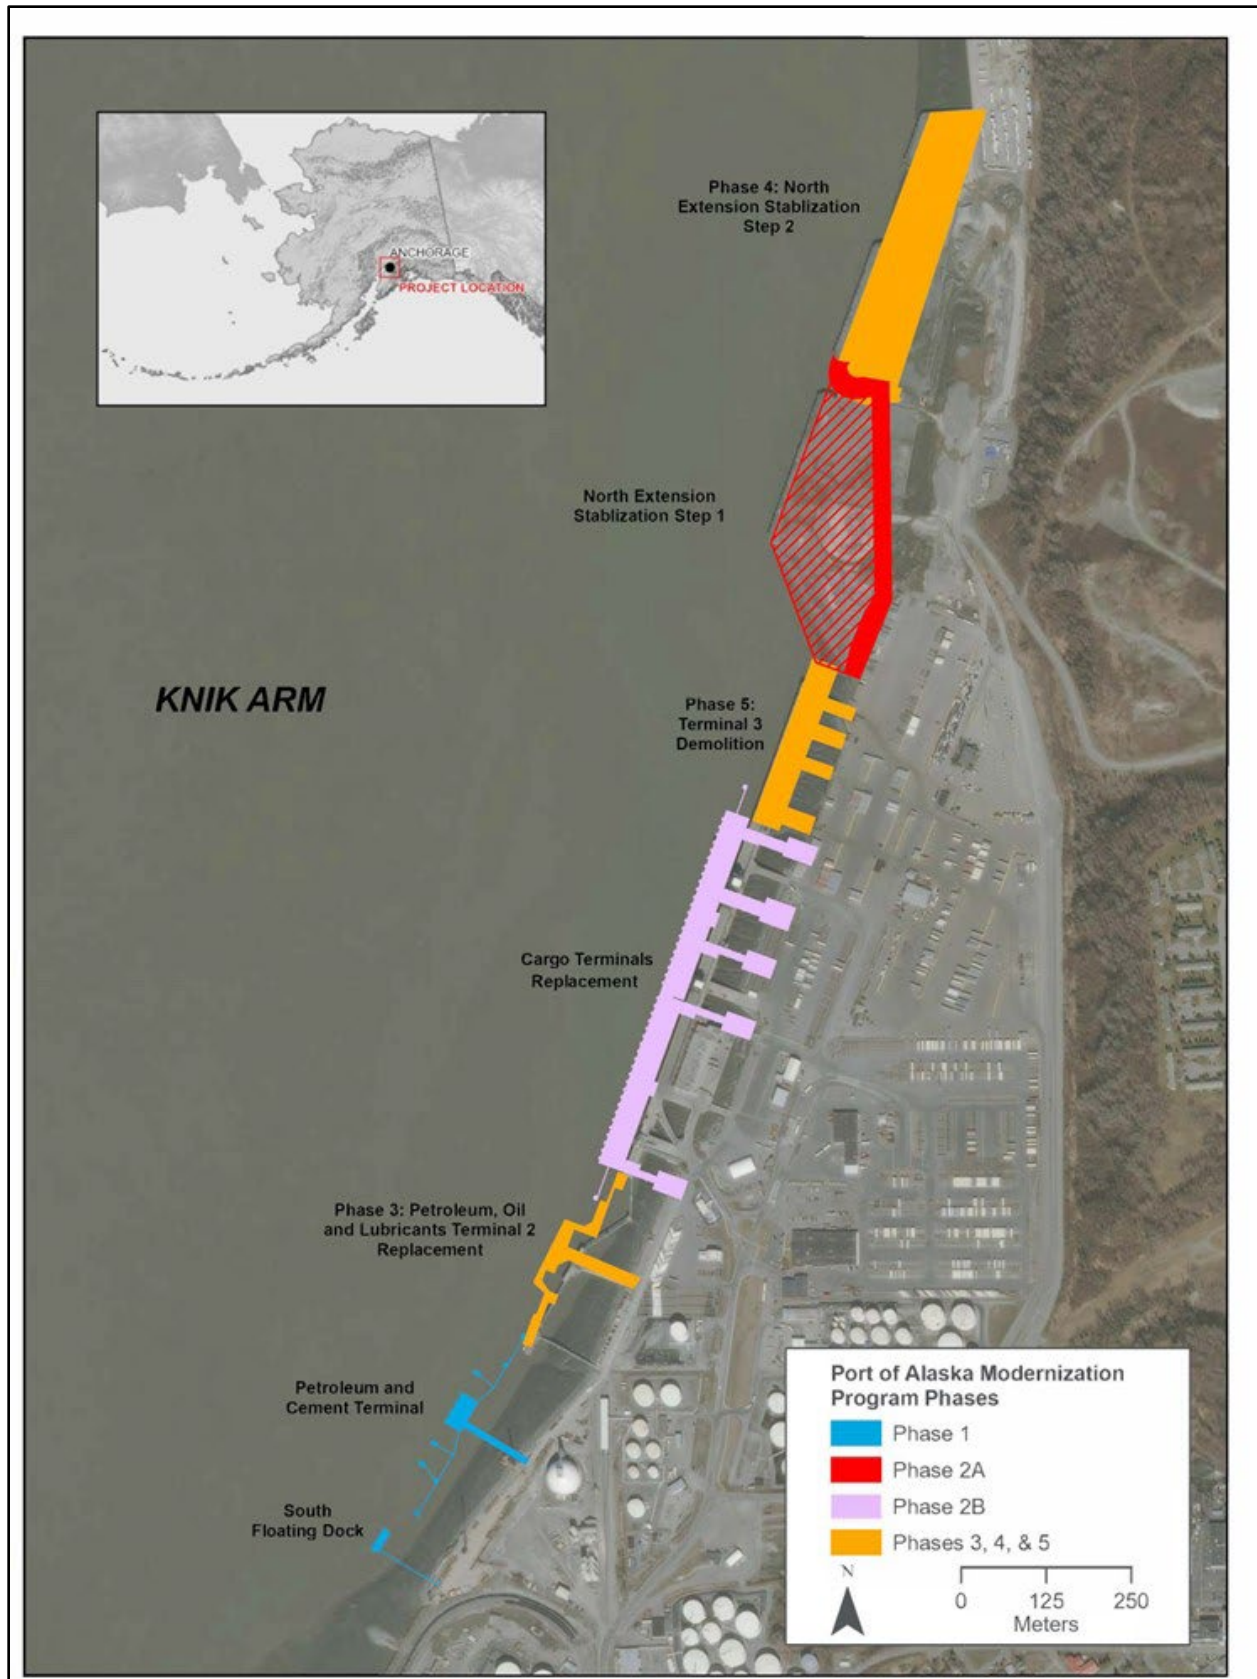 ANCHORAGE
PROJECT LOCATION
Phase 4: North
Extension Stablization
Step 2
North Extension
Stablization Step 1
KNIK ARM
Phase 5:
Terminal 3
Demolition
Cargo Terminals
Replacement
Phase 3: Petroleum, Oil
and Lubricants Terminal 2
Replacement
Petroleum and
Cement Terminal
South
Floating Dock
Port of Alaska Modernization
Program Phases
Phase 1
Phase 2A
Phase 2B
Phases 3, 4, & 5
N
0 125 250
Meters